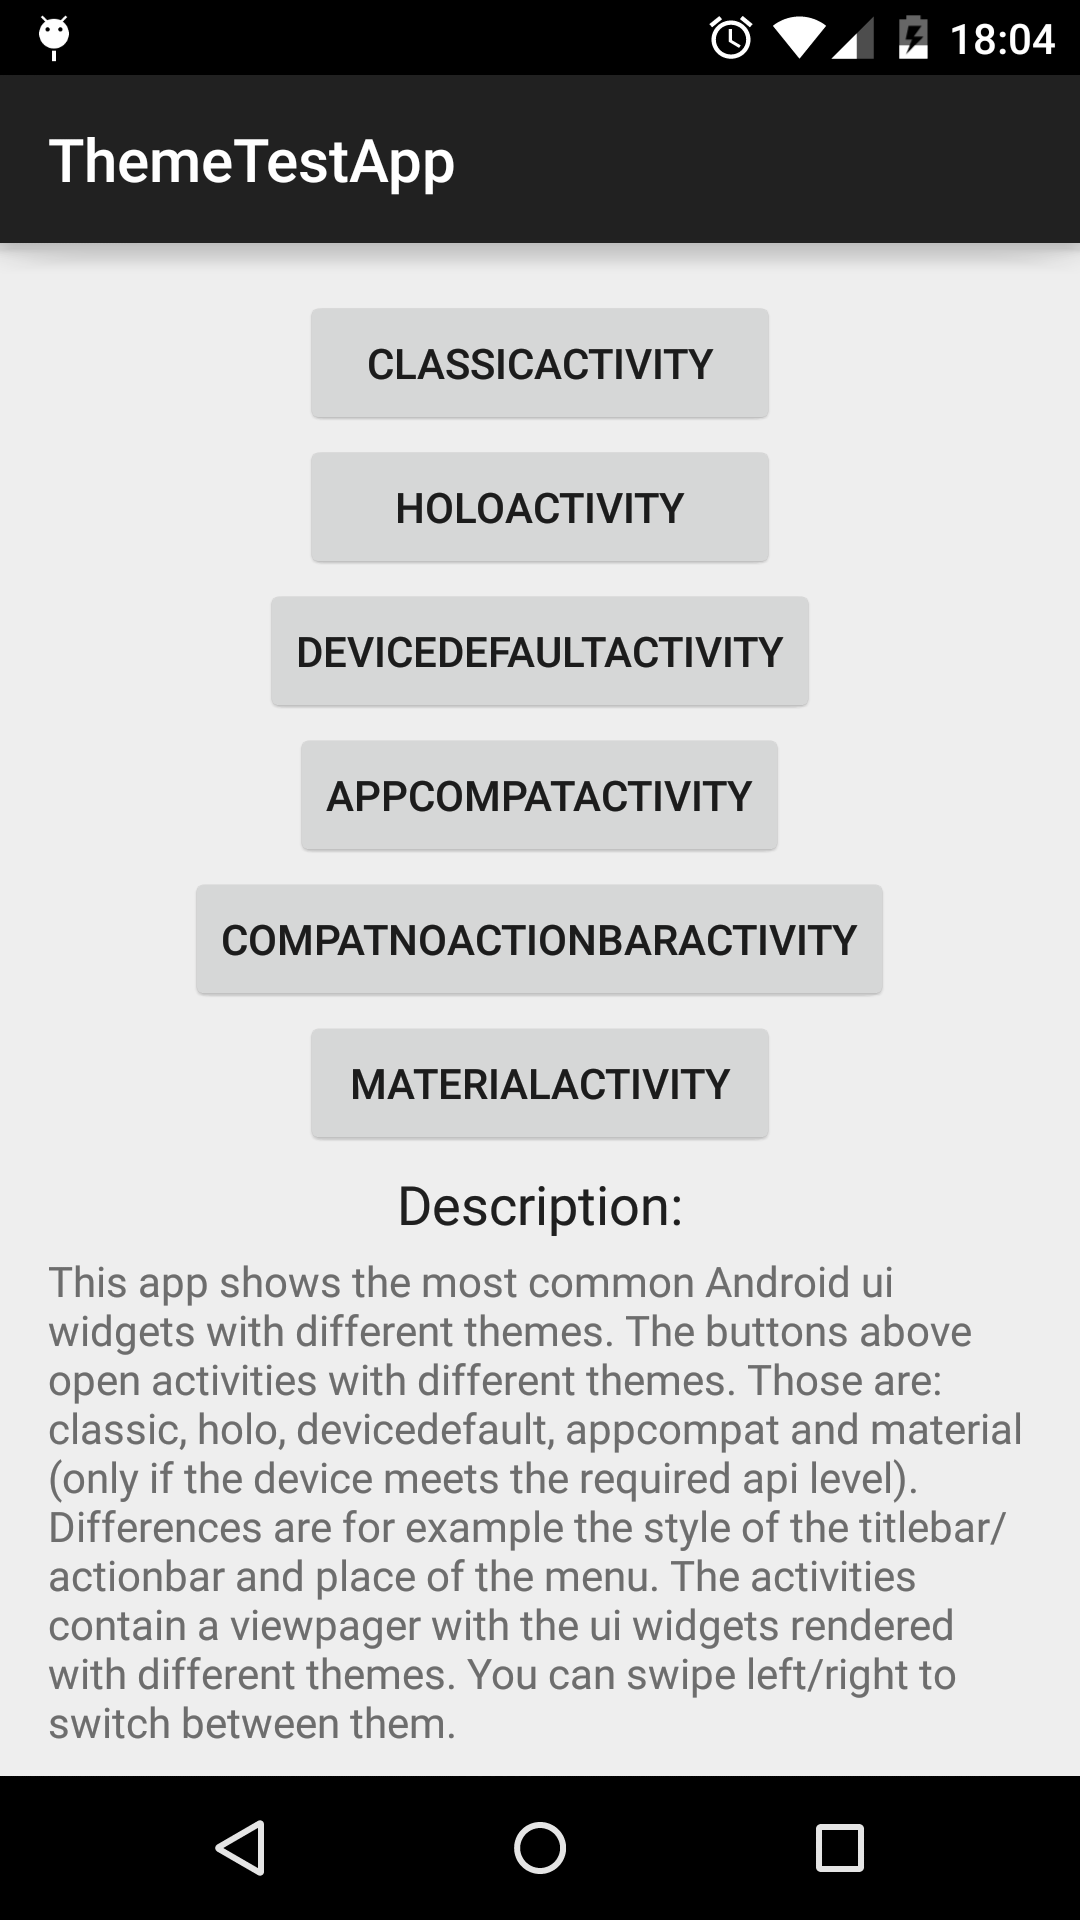 18:04
ThemeTestApp
CLASSICACTIVITY
HOLOACTIVITY
DEVICEDEFAULTACTIVITY
APPCOMPATACTIVITY
COMPATNOACTIONBARACTIVITY
MATERIALACTIVITY
Description:
This app shows the most common Android ui
widgets with different themes. The buttons above
open activities with different themes. Those are:
classic, holo, devicedefault, appcompat and material
(only if the device meets the required api level).
Differences are for example the style of the titlebar/
actionbar and place of the menu. The activities
contain a viewpager with the ui widgets rendered
with different themes. You can swipe left/right to
switch between them.